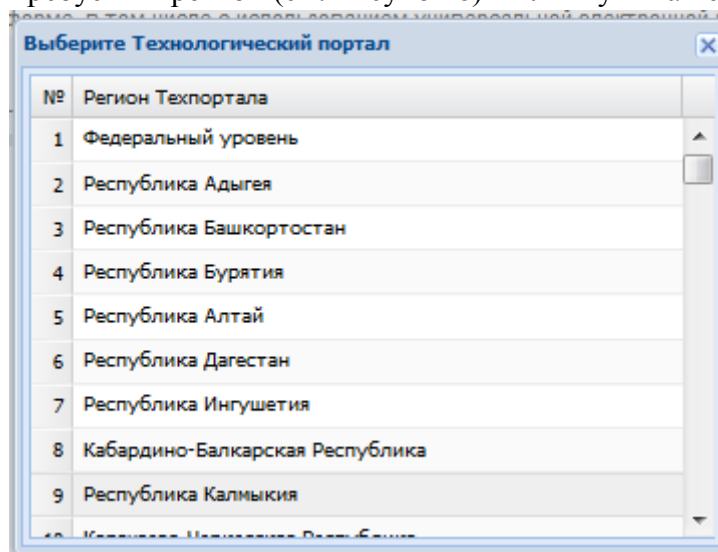 Выберите Технологический портал
№ Регион Техпортала
1 Федеральный уровень
2 Республика Адыгея
3 Республика Башкортостан
4 Республика Бурятия
5 Республика Алтай
6 Республика Дагестан
7 Республика Ингушетия
8 Кабардино-Балкарская Республика
9 Республика Калмыкия